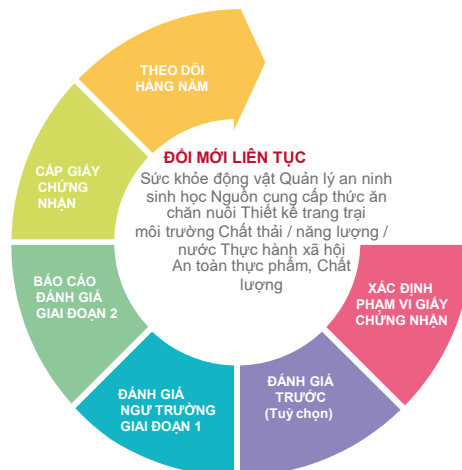 THEO DÕI
HÀNG NĂM
CẤP GIẤY
CHỨNG
NHẬN
BÁO CÁO
ĐÁNH GIÁ
GIAI ĐOẠN 2
ĐÁNH GIÁ
NGƯ TRƯỜNG
GIAI ĐOẠN 1
ĐÁNH GIÁ
TRƯỚC
(Tuỳ chọn)
XÁC ĐỊNH
PHẠM VI GIẤY
CHỨNG NHẬN
ĐỔI MỚI LIÊN TỤC
Sức khỏe động vật Quản lý an ninh
sinh học Nguồn cung cấp thức ăn
chăn nuôi Thiết kế trang trại
môi trường Chất thải / năng lượng /
nước Thực hành xã hội
An toàn thực phẩm, Chất
lượng